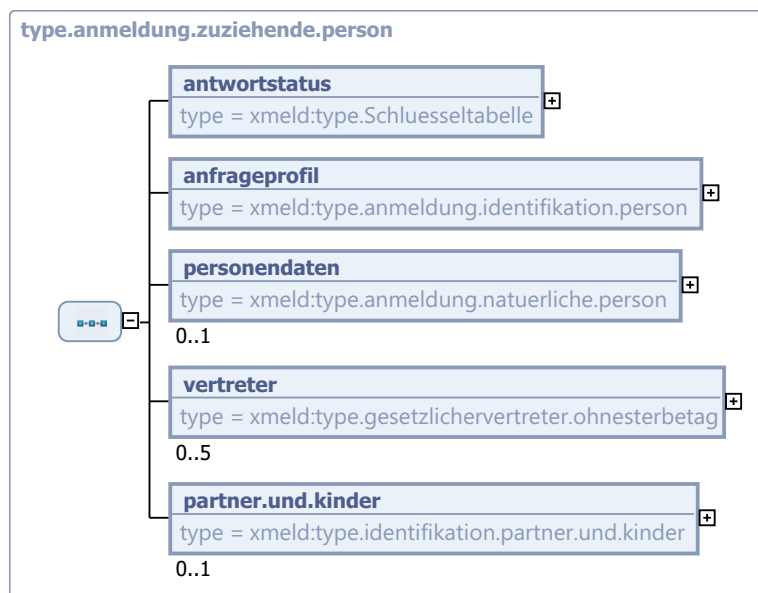 type.anmeldung.zuziehende.person
antwortstatus
type = xmeld:type.Schluesseltabelle
anfrageprofil
type = xmeld:type.anmeldung.identifikation.person
personendaten
type = xmeld:type.anmeldung.natuerliche.person
0..1
vertreter
type = xmeld:type.gesetzlichervertreter.ohnesterbetag
0..5
partner.und.kinder
type = xmeld:type.identifikation.partner.und.kinder
0..1